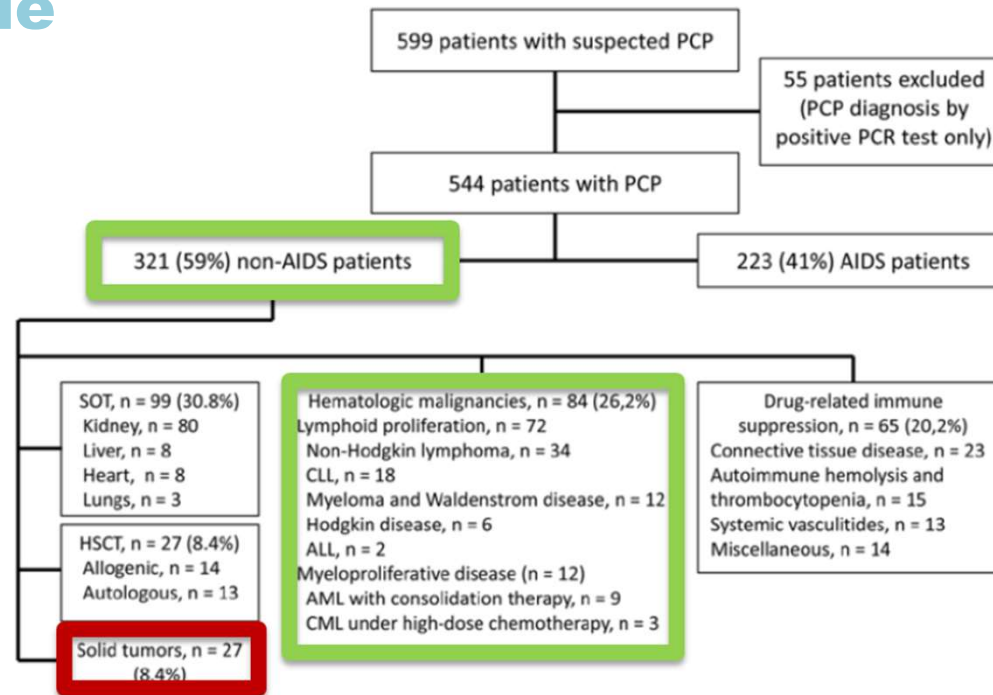 599 patients with suspected PCP
55 patients excluded
(PCP diagnosis by
positive PCR test only)
544 patients with PCP
321 (59%) non-AIDS patients
223 (41%) AIDS patients
SOT, n = 99 (30.8%)
Kidney, n = 80
Liver, n = 8
Heart, n = 8
Lungs, n = 3
HSCT, n = 27 (8.4%)
Allogenic, n = 14
Autologous, n = 13
Solid tumors, n = 27
(8.4%)
Hematologic malignancies, n = 84 (26,2%)
Lymphoid proliferation, n = 72
Non-Hodgkin lymphoma, n = 34
CLL, n = 18
Myeloma and Waldenstrom disease, n = 12
Hodgkin disease, n = 6
ALL, n = 2
Myeloproliferative disease (n = 12)
AML with consolidation therapy, n = 9
CML under high-dose chemotherapy, n = 3
Drug-related immune
suppression, n = 65 (20,2%)
Connective tissue disease, n = 23
Autoimmune hemolysis and
thrombocytopenia, n = 15
Systemic vasculitides, n = 13
Miscellaneous, n = 14